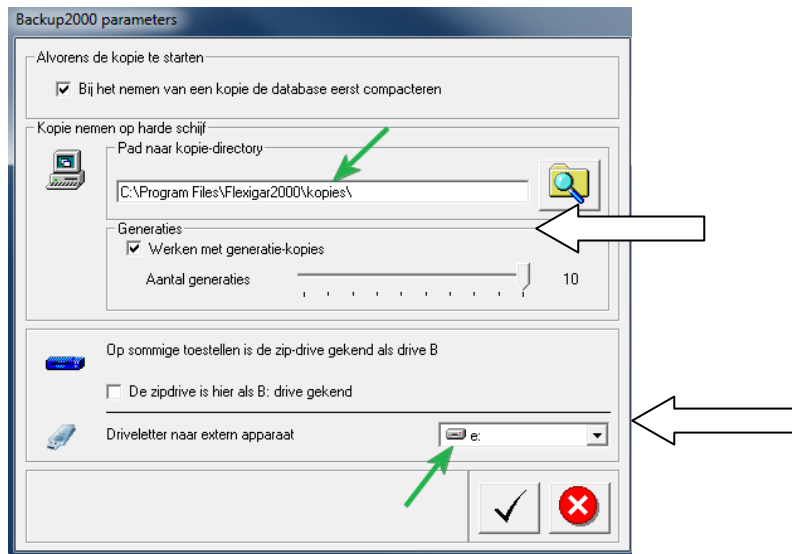 Backup2000 parameters
Alvorens de kopie te starten
Bij het nemen van een kopie de database eerst compacteren
Kopie nemen op harde schijf
Pad naar kopie-directory
C:\Program Files\Flexigar2000\kopies\
Generaties
Werken met generatie-kopies
Aantal generaties 10
Op sommige toestellen is de zip-drive gekend als drive B
De zipdrive is hier als B: drive gekend
Driveletter naar extern apparaat e: